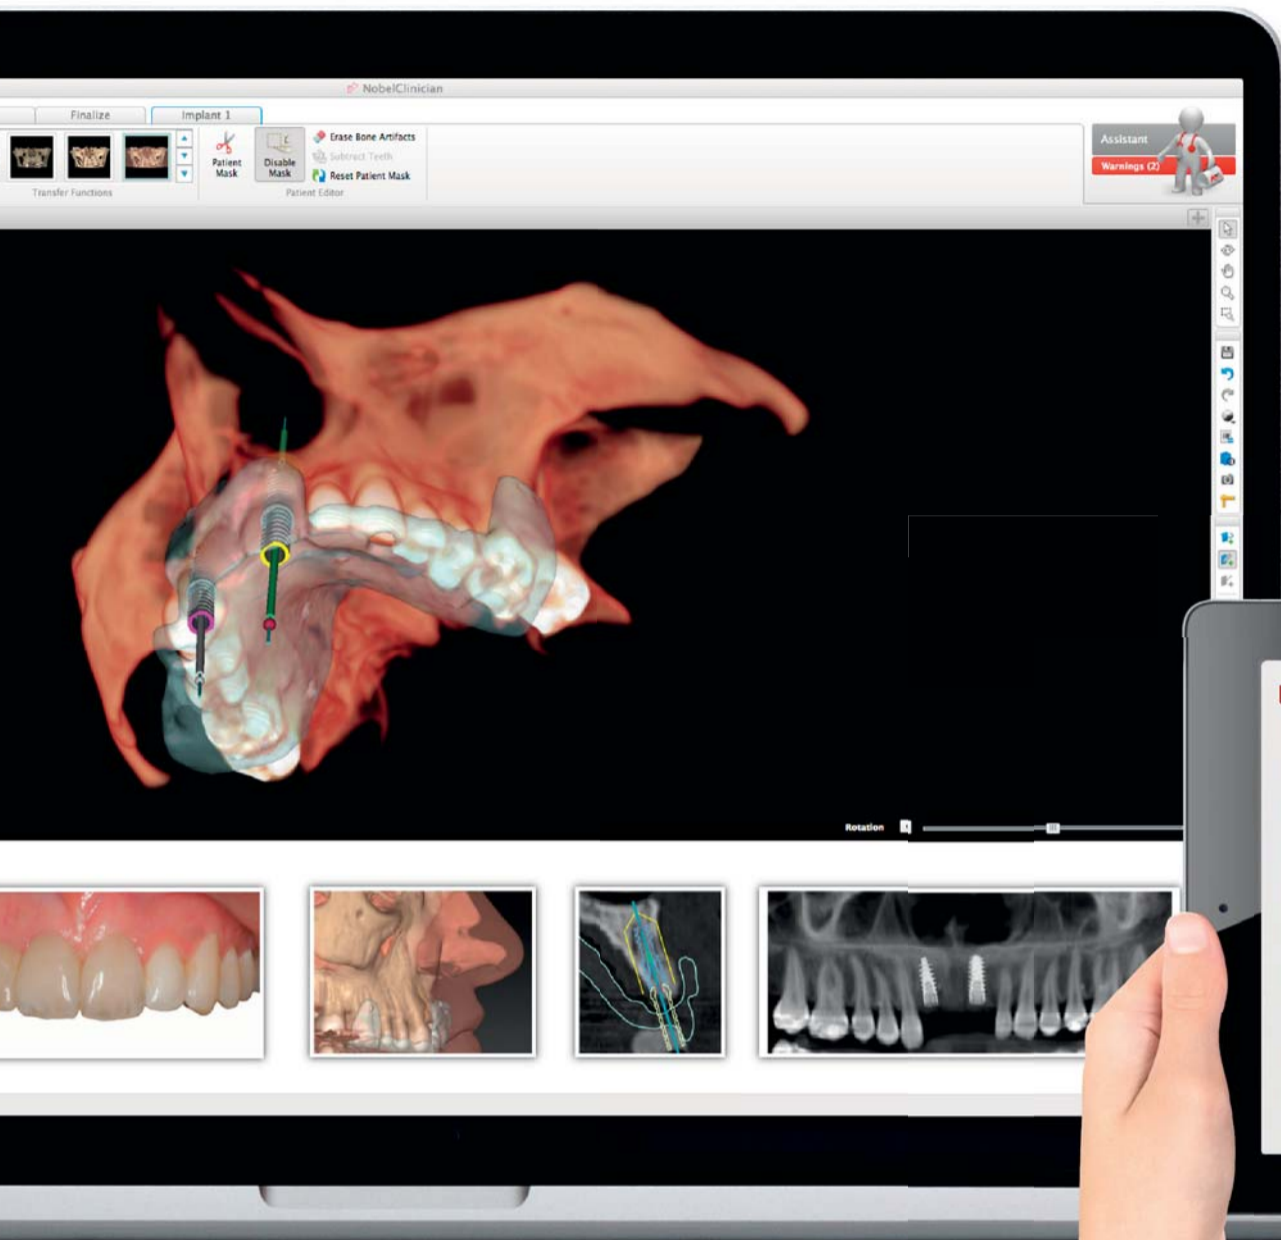 NobelClinician
Finalize
Implant 1
Patient
Mask
Disable
Mask
Erase Bone Artifacts
Subtract Teeth
Reset Patient Mask
Transfer Functions
Patient Editor
Assistant
Warnings (2)
Rotation